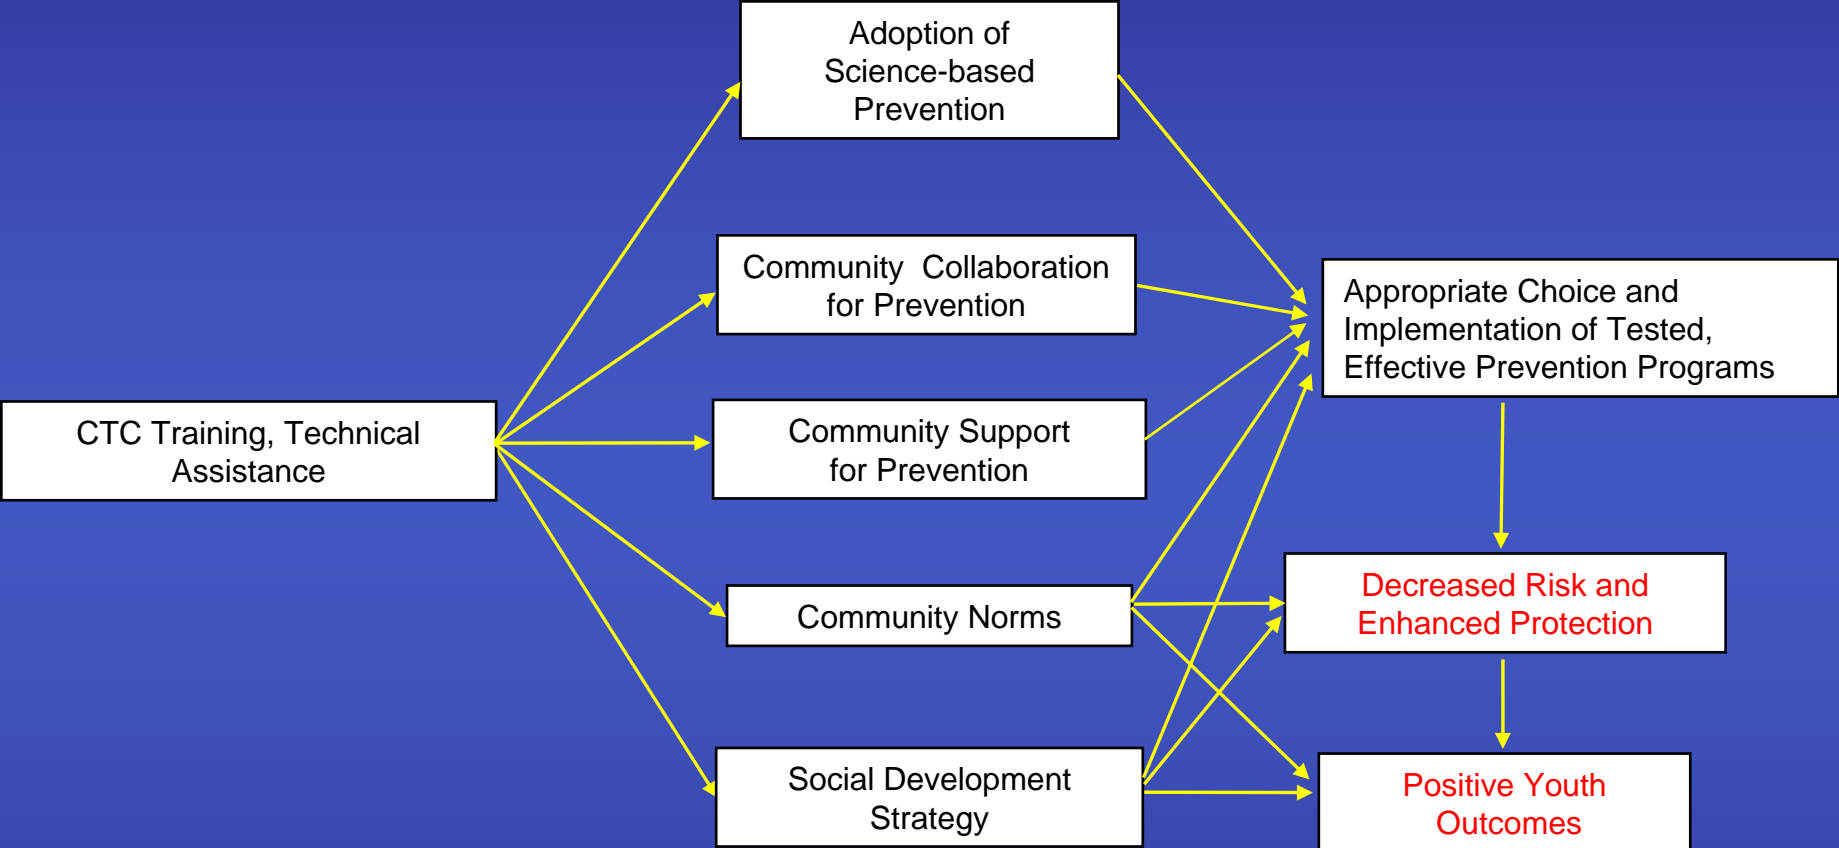 Adoption of
Science-based
Prevention
Community Collaboration
for Prevention
Appropriate Choice and
Implementation of Tested,
Effective Prevention Programs
CTC Training, Technical
Assistance
Community Support
for Prevention
Community Norms
Decreased Risk and
Enhanced Protection
Social Development
Strategy
Positive Youth
Outcomes